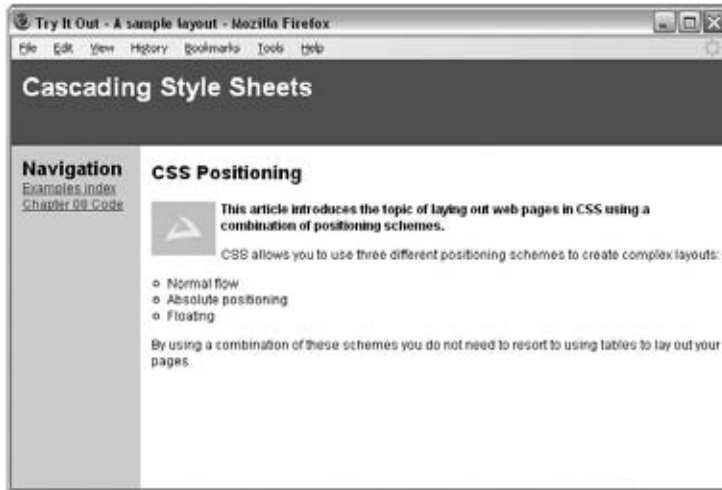 Try It Out - A sample layout - Mozilla Firefox
File Edit View History Bookmarks Tools Help
Cascading Style Sheets
Navigation
Examples index
Chapter 08 Code
CSS Positioning
This article introduces the topic of laying out web pages in CSS using a
combination of positioning schemes.
CSS allows you to use three different positioning schemes to create complex layouts:
Normal flow
Absolute positioning
Floating
By using a combination of these schemes you do not need to resort to using tables to lay out your
pages.